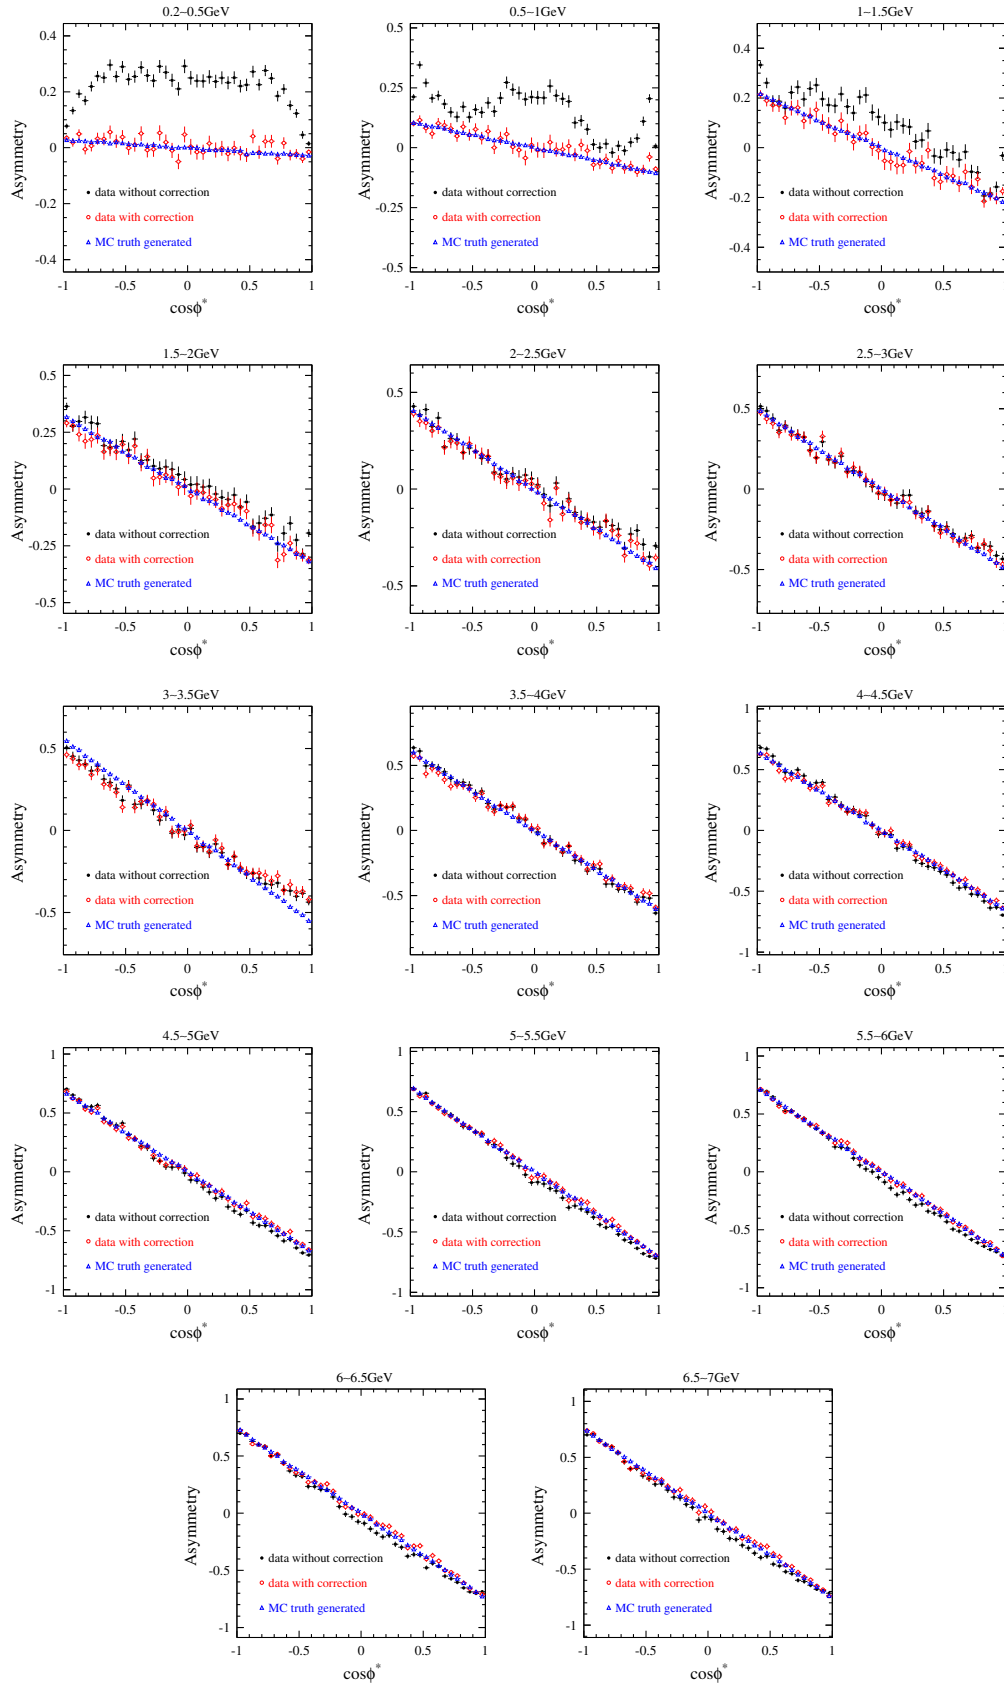 0.2~0.5GeV
Asymmetry
0.4
0.2
0
-0.2
-0.4
data without correction
data with correction
MC truth generated
-1 -0.5 0 0.5 1
cosϕ*
0.5~1GeV
Asymmetry
0.5
0.25
0
-0.25
-0.5
data without correction
data with correction
MC truth generated
-1 -0.5 0 0.5 1
cosϕ*
1~1.5GeV
Asymmetry
0.4
0.2
0
-0.2
-0.4
data without correction
data with correction
MC truth generated
-1 -0.5 0 0.5 1
cosϕ*
1.5~2GeV
Asymmetry
0.5
0.25
0
-0.25
-0.5
data without correction
data with correction
MC truth generated
-1 -0.5 0 0.5 1
cosϕ*
2~2.5GeV
Asymmetry
0.5
0
-0.5
data without correction
data with correction
MC truth generated
-1 -0.5 0 0.5 1
cosϕ*
2.5~3GeV
Asymmetry
0.5
0
-0.5
data without correction
data with correction
MC truth generated
-1 -0.5 0 0.5 1
cosϕ*
3~3.5GeV
Asymmetry
0.5
0
-0.5
data without correction
data with correction
MC truth generated
-1 -0.5 0 0.5 1
cosϕ*
3.5~4GeV
Asymmetry
0.5
0
-0.5
data without correction
data with correction
MC truth generated
-1 -0.5 0 0.5 1
cosϕ*
4~4.5GeV
Asymmetry
1
0.5
0
-0.5
-1
data without correction
data with correction
MC truth generated
-1 -0.5 0 0.5 1
cosϕ*
4.5~5GeV
Asymmetry
1
0.5
0
-0.5
-1
data without correction
data with correction
MC truth generated
-1 -0.5 0 0.5 1
cosϕ*
5~5.5GeV
Asymmetry
1
0.5
0
-0.5
-1
data without correction
data with correction
MC truth generated
-1 -0.5 0 0.5 1
cosϕ*
5.5~6GeV
Asymmetry
1
0.5
0
-0.5
-1
data without correction
data with correction
MC truth generated
-1 -0.5 0 0.5 1
cosϕ*
6~6.5GeV
Asymmetry
1
0.5
0
-0.5
-1
data without correction
data with correction
MC truth generated
-1 -0.5 0 0.5 1
cosϕ*
6.5~7GeV
Asymmetry
1
0.5
0
-0.5
-1
data without correction
data with correction
MC truth generated
-1 -0.5 0 0.5 1
cosϕ*